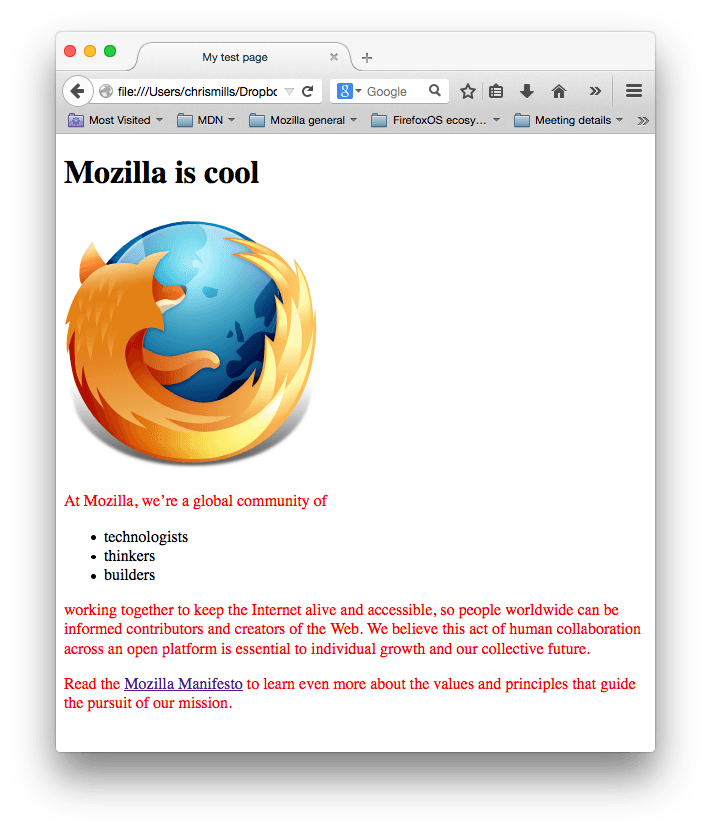 My test page
file:///Users/chrismills/Dropbo
Google
Most Visited
MDN
Mozilla general
FirefoxOS ecosy…
Meeting details
Mozilla is cool
At Mozilla, we’re a global community of
technologists
thinkers
builders
working together to keep the Internet alive and accessible, so people worldwide can be
informed contributors and creators of the Web. We believe this act of human collaboration
across an open platform is essential to individual growth and our collective future.
Read the Mozilla Manifesto to learn even more about the values and principles that guide
the pursuit of our mission.